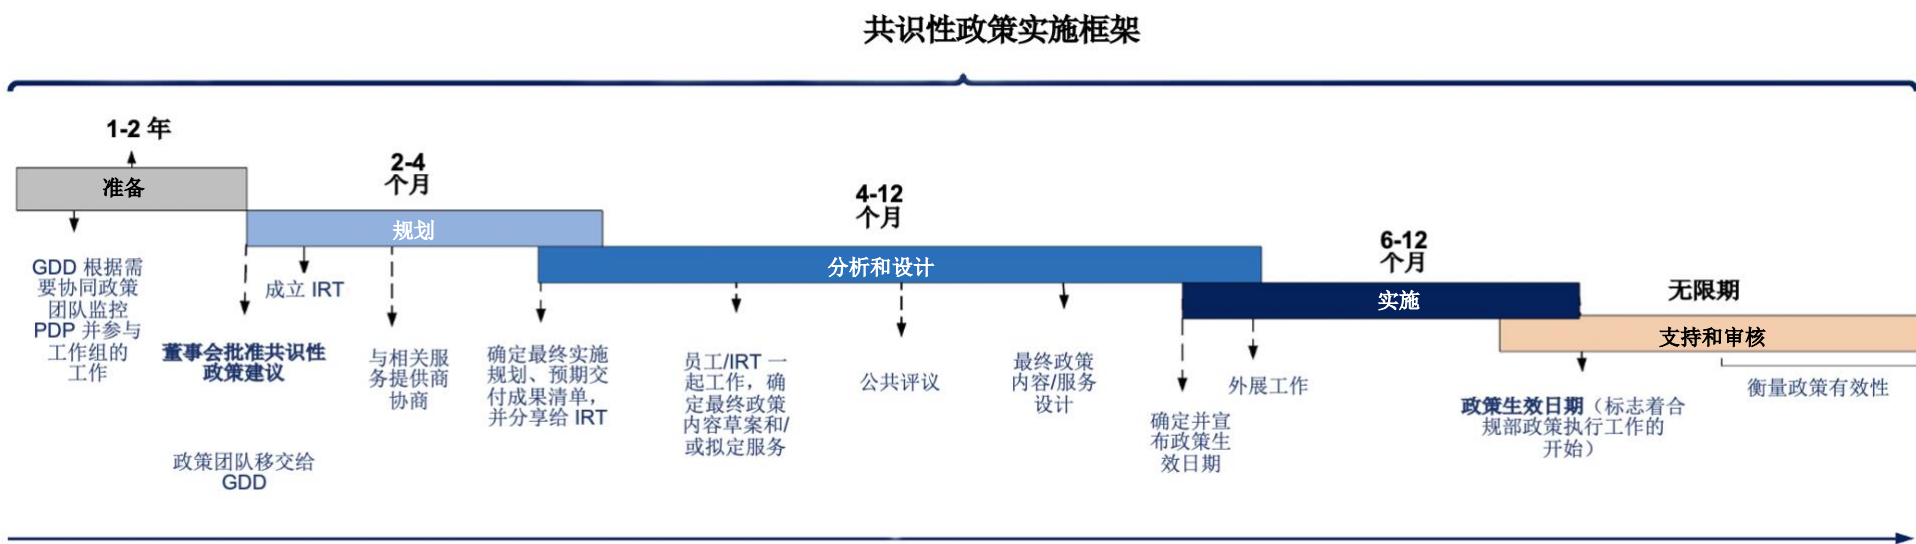 共识性政策实施框架
1-2 年
准备
GDD 根据需
要协同政策
团队监控
PDP 并参与
工作组的
工作
2-4
个月
规划
董事会批准共识性
政策建议
政策团队移交给
GDD
成立 IRT
与相关服
务提供商
协商
4-12
个月
分析和设计
确定最终实施
规划、预期交
付成果清单，
并分享给 IRT
员工/IRT 一
起工作，确
定最终政策
内容草案和/
或拟定服务
公共评议
最终政策
内容/服务
设计
6-12
个月
实施
确定并宣
布政策生
效日期
外展工作
无限期
支持和审核
政策生效日期（标志着合
规部政策执行工作的
开始）
衡量政策有效性